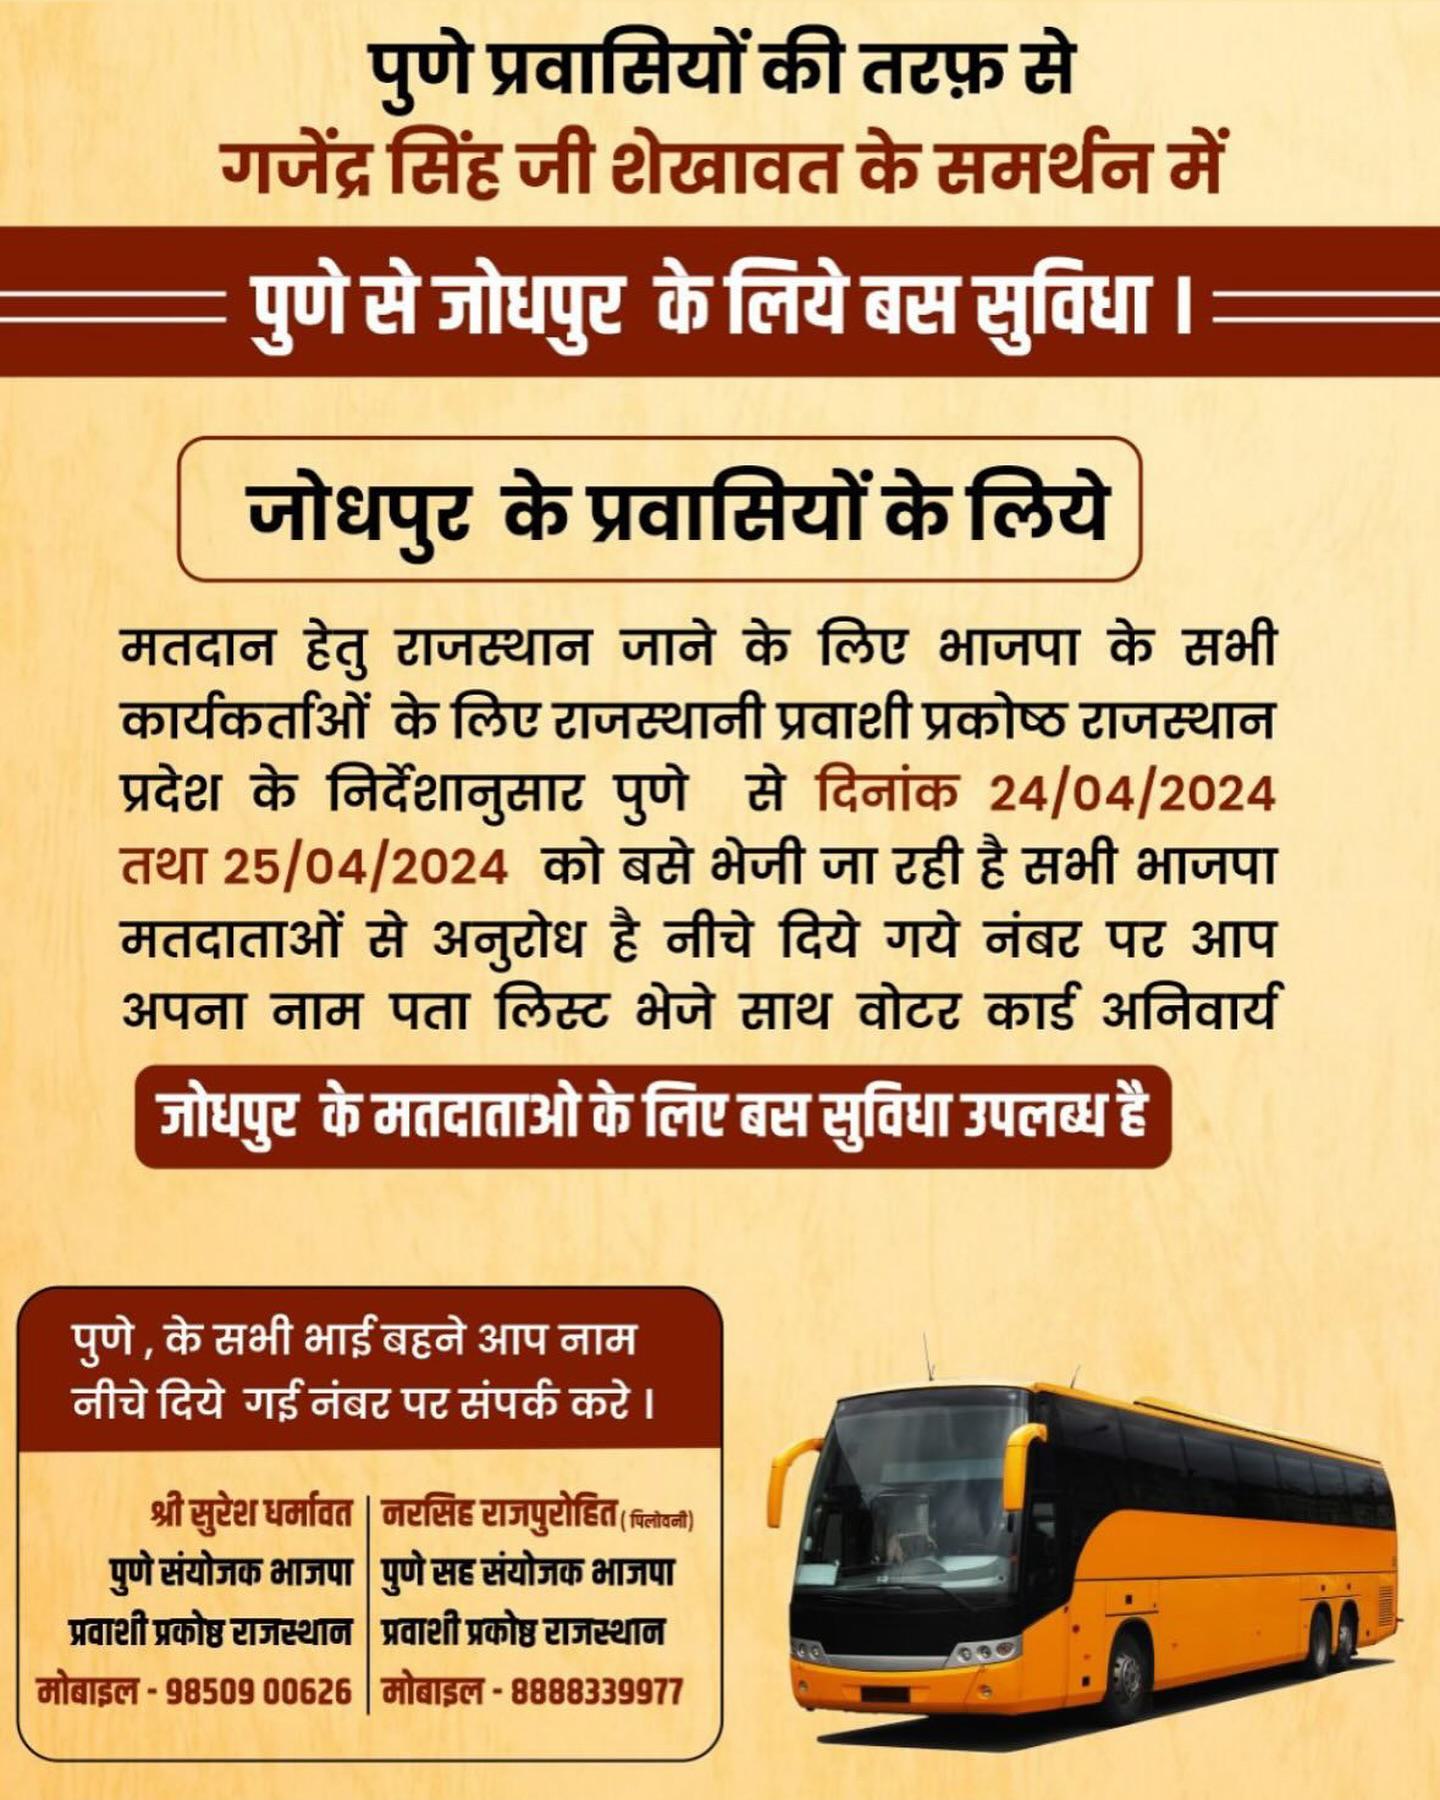 पुणे प्रवासियों की तरफ़ से
गजेंद्र सिंह जी शेखावत के समर्थन में
पुणे से जोधपुर के लिये बस सुविधा ।
जोधपुर के प्रवासियों के लिये
मतदान हेतु राजस्थान जाने के लिए भाजपा के सभी
कार्यकर्ताओं के लिए राजस्थानी प्रवाशी प्रकोष्ठ राजस्थान
प्रदेश के निर्देशानुसार पुणे से दिनांक 24/04/2024
तथा 25/04/2024 को बसे भेजी जा रही है सभी भाजपा
मतदाताओं से अनुरोध है नीचे दिये गये नंबर पर आप
अपना नाम पता लिस्ट भेजे साथ वोटर कार्ड अनिवार्य
जोधपुर के मतदाताओ के लिए बस सुविधा उपलब्ध है
पुणे , के सभी भाई बहने आप नाम
नीचे दिये गई नंबर पर संपर्क करे ।
श्री सुरेश धर्मावत
पुणे संयोजक भाजपा
प्रवाशी प्रकोष्ठ राजस्थान
मोबाइल - 98509 00626
नरसिह राजपुरोहित ( पिलोवनी)
पुणे सह संयोजक भाजपा
प्रवाशी प्रकोष्ठ राजस्थान
मोबाइल - 8888339977